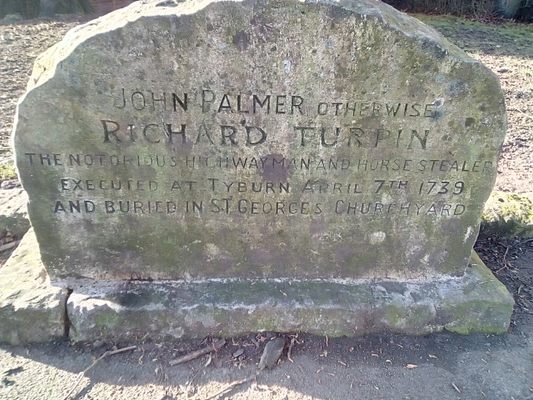 JOHN PALMER OTHERWISE
RICHARD TURPIN
THE NOTORIOUS HIGHWAYMAN AND HORSE STEALER
EXECUTED AT TYBURN APRIL 7TH 1739
AND BURIED IN ST GEORGES CHURCHYARD